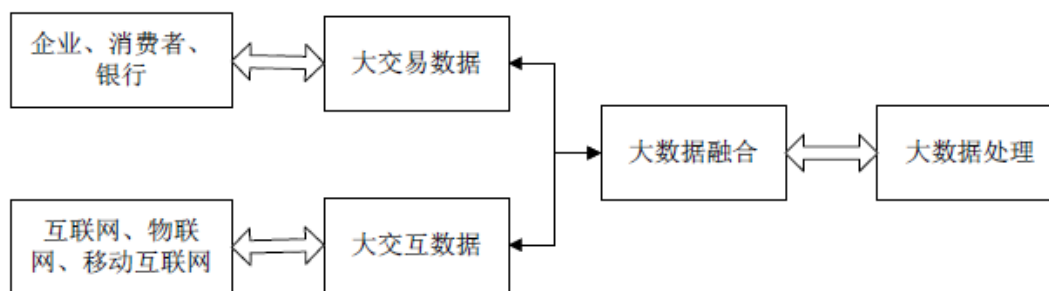 企业、消费者、
银行
大交易数据
大数据融合
大数据处理
互联网、物联
网、移动互联网
大交互数据